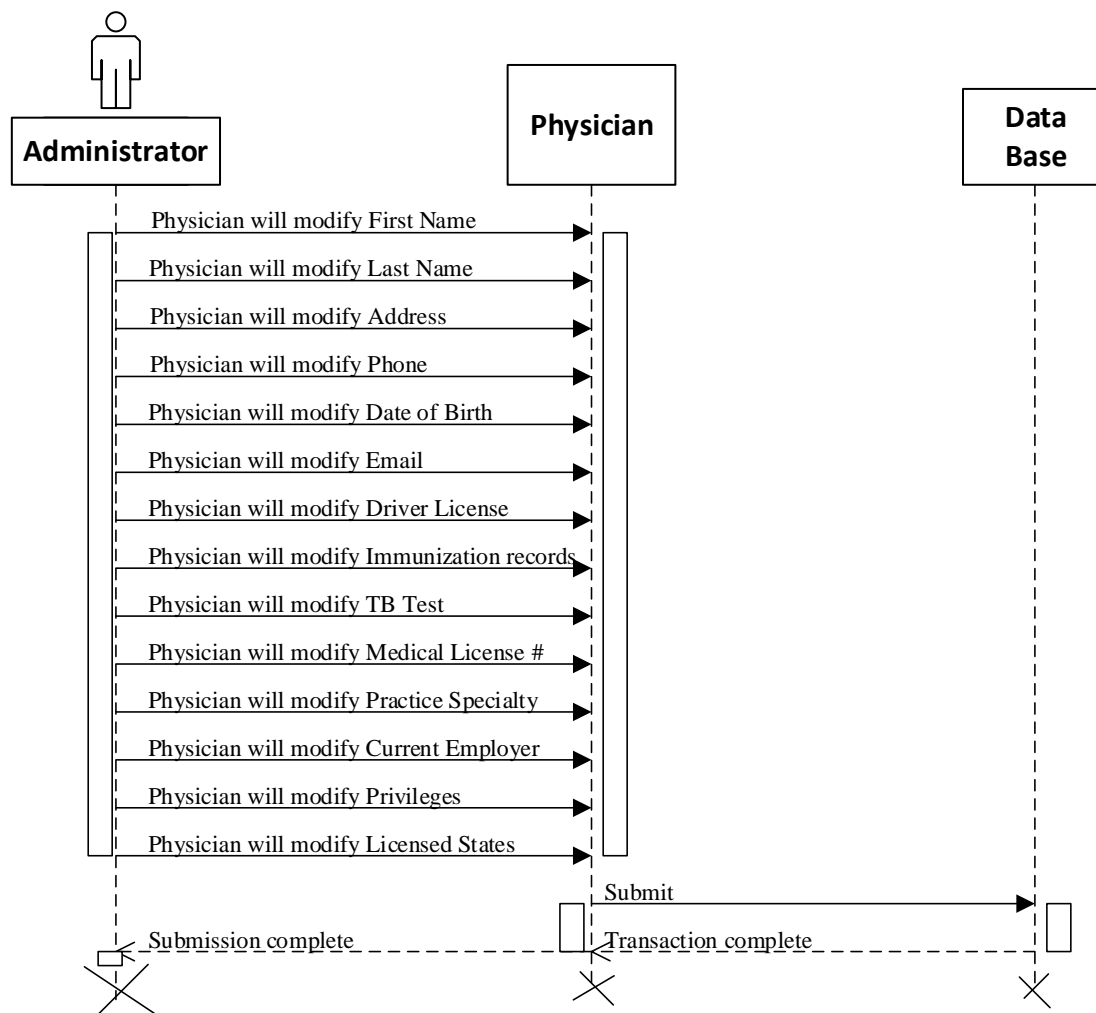 Administrator
Physician
Data
Base
Physician will modify First Name
Physician will modify Last Name
Physician will modify Address
Physician will modify Phone
Physician will modify Date of Birth
Physician will modify Email
Physician will modify Driver License
Physician will modify Immunization records
Physician will modify TB Test
Physician will modify Medical License #
Physician will modify Practice Specialty
Physician will modify Current Employer
Physician will modify Privileges
Physician will modify Licensed States
Submit
Submission complete
Transaction complete